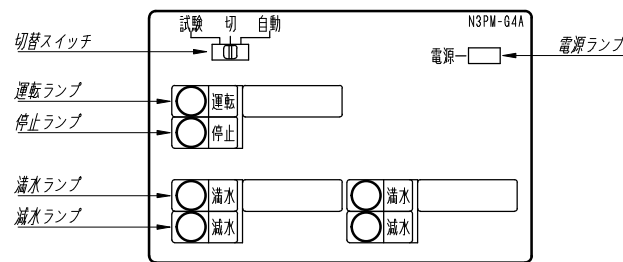 試験 切 自動
N3PM-G4A
切替スイッチ
電源
電源ランプ
運転ランプ
運転
停止ランプ
停止
満水ランプ
満水
満水
減水ランプ
減水
減水